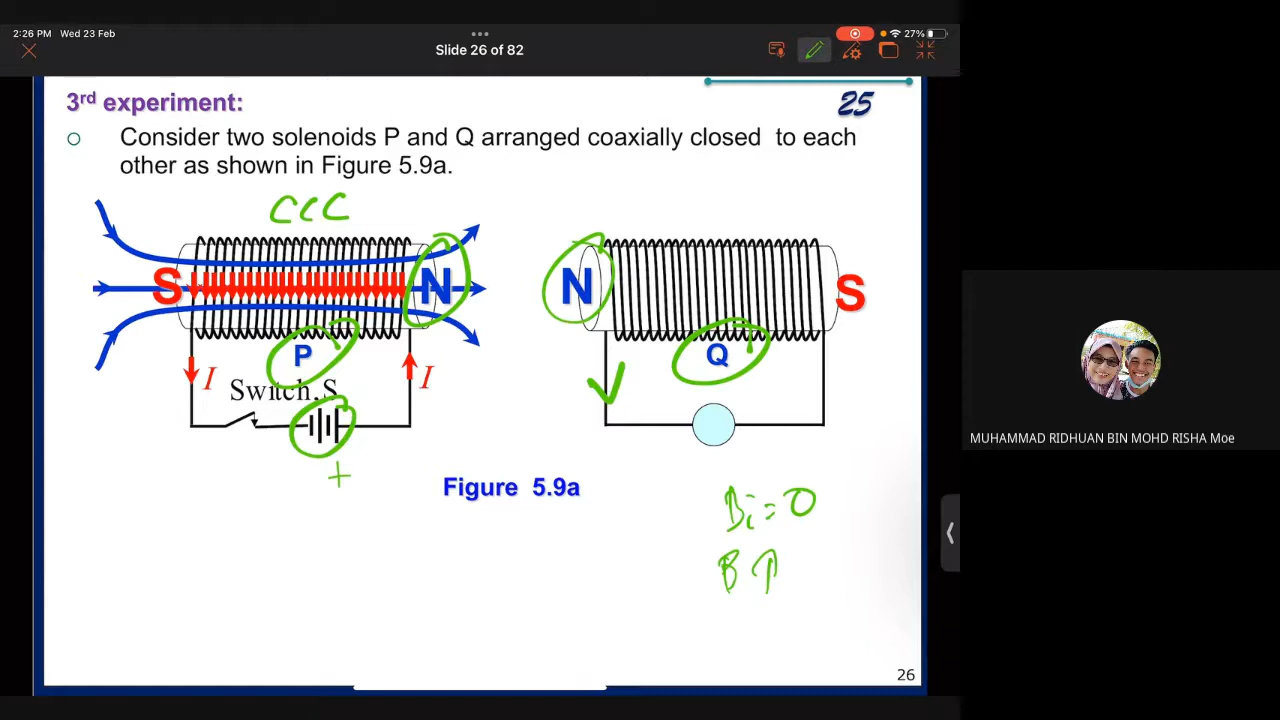 2:26 PM Wed 23 Feb
27%
Slide 26 of 82
3rd experiment:
25
Consider two solenoids P and Q arranged coaxially closed to each
other as shown in Figure 5.9a.
CCC
S
N
N
S
P
Q
I
I
Switch,S
+
Figure 5.9a
Bi = 0
B ↑
26
MUHAMMAD RIDHUAN BIN MOHD RISHA Moe